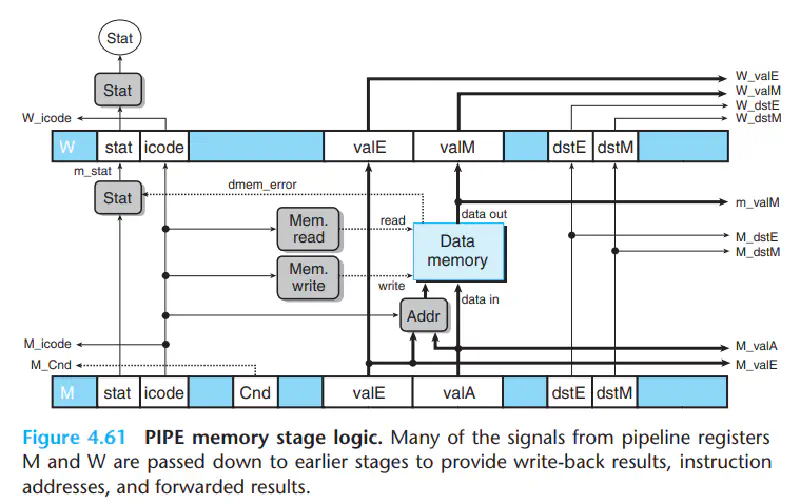 Stat
Stat
W_valE
W_valM
W_dstE
W_dstM
W_icode
W stat icode valE valM dstE dstM
m_stat
Stat
dmem_error
data out
m_valM
Mem.
read
read
Data
memory
M_dstE
M_dstM
Mem.
write
write
data in
Addr
M_icode
M_valA
M_Cnd
M_valE
M stat icode Cnd valE valA dstE dstM
Figure 4.61 PIPE memory stage logic. Many of the signals from pipeline registers
M and W are passed down to earlier stages to provide write-back results, instruction
addresses, and forwarded results.